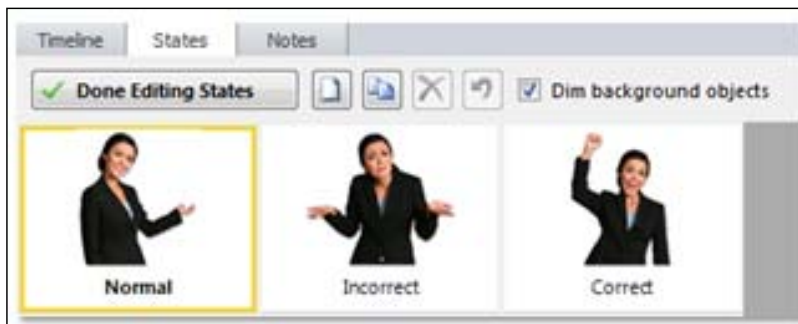 Timeline States Notes
Done Editing States Dim background objects
Normal Incorrect Correct